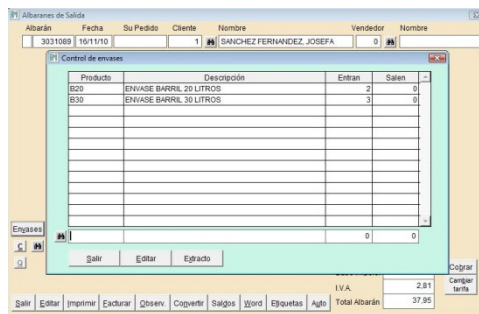 Albaranes de Salida
Albarán Fecha Su Pedido Cliente Nombre Vendedor Nombre
3031089 16/11/10 1 SANCHEZ FERNANDEZ, JOSEFA 0
Control de envases
Producto Descripción Entran Salen
B20 ENVASE BARRIL 20 LITROS 2 0
B30 ENVASE BARRIL 30 LITROS 3 0
Envases
0 0
C
Salir Editar Extracto
Q
Cobrar
I.V.A. 2,81 Cambiar tarifa
Salir Editar Imprimir Facturar Observ. Convertir Saldos Word Etiquetas Auto Total Albarán 37,95